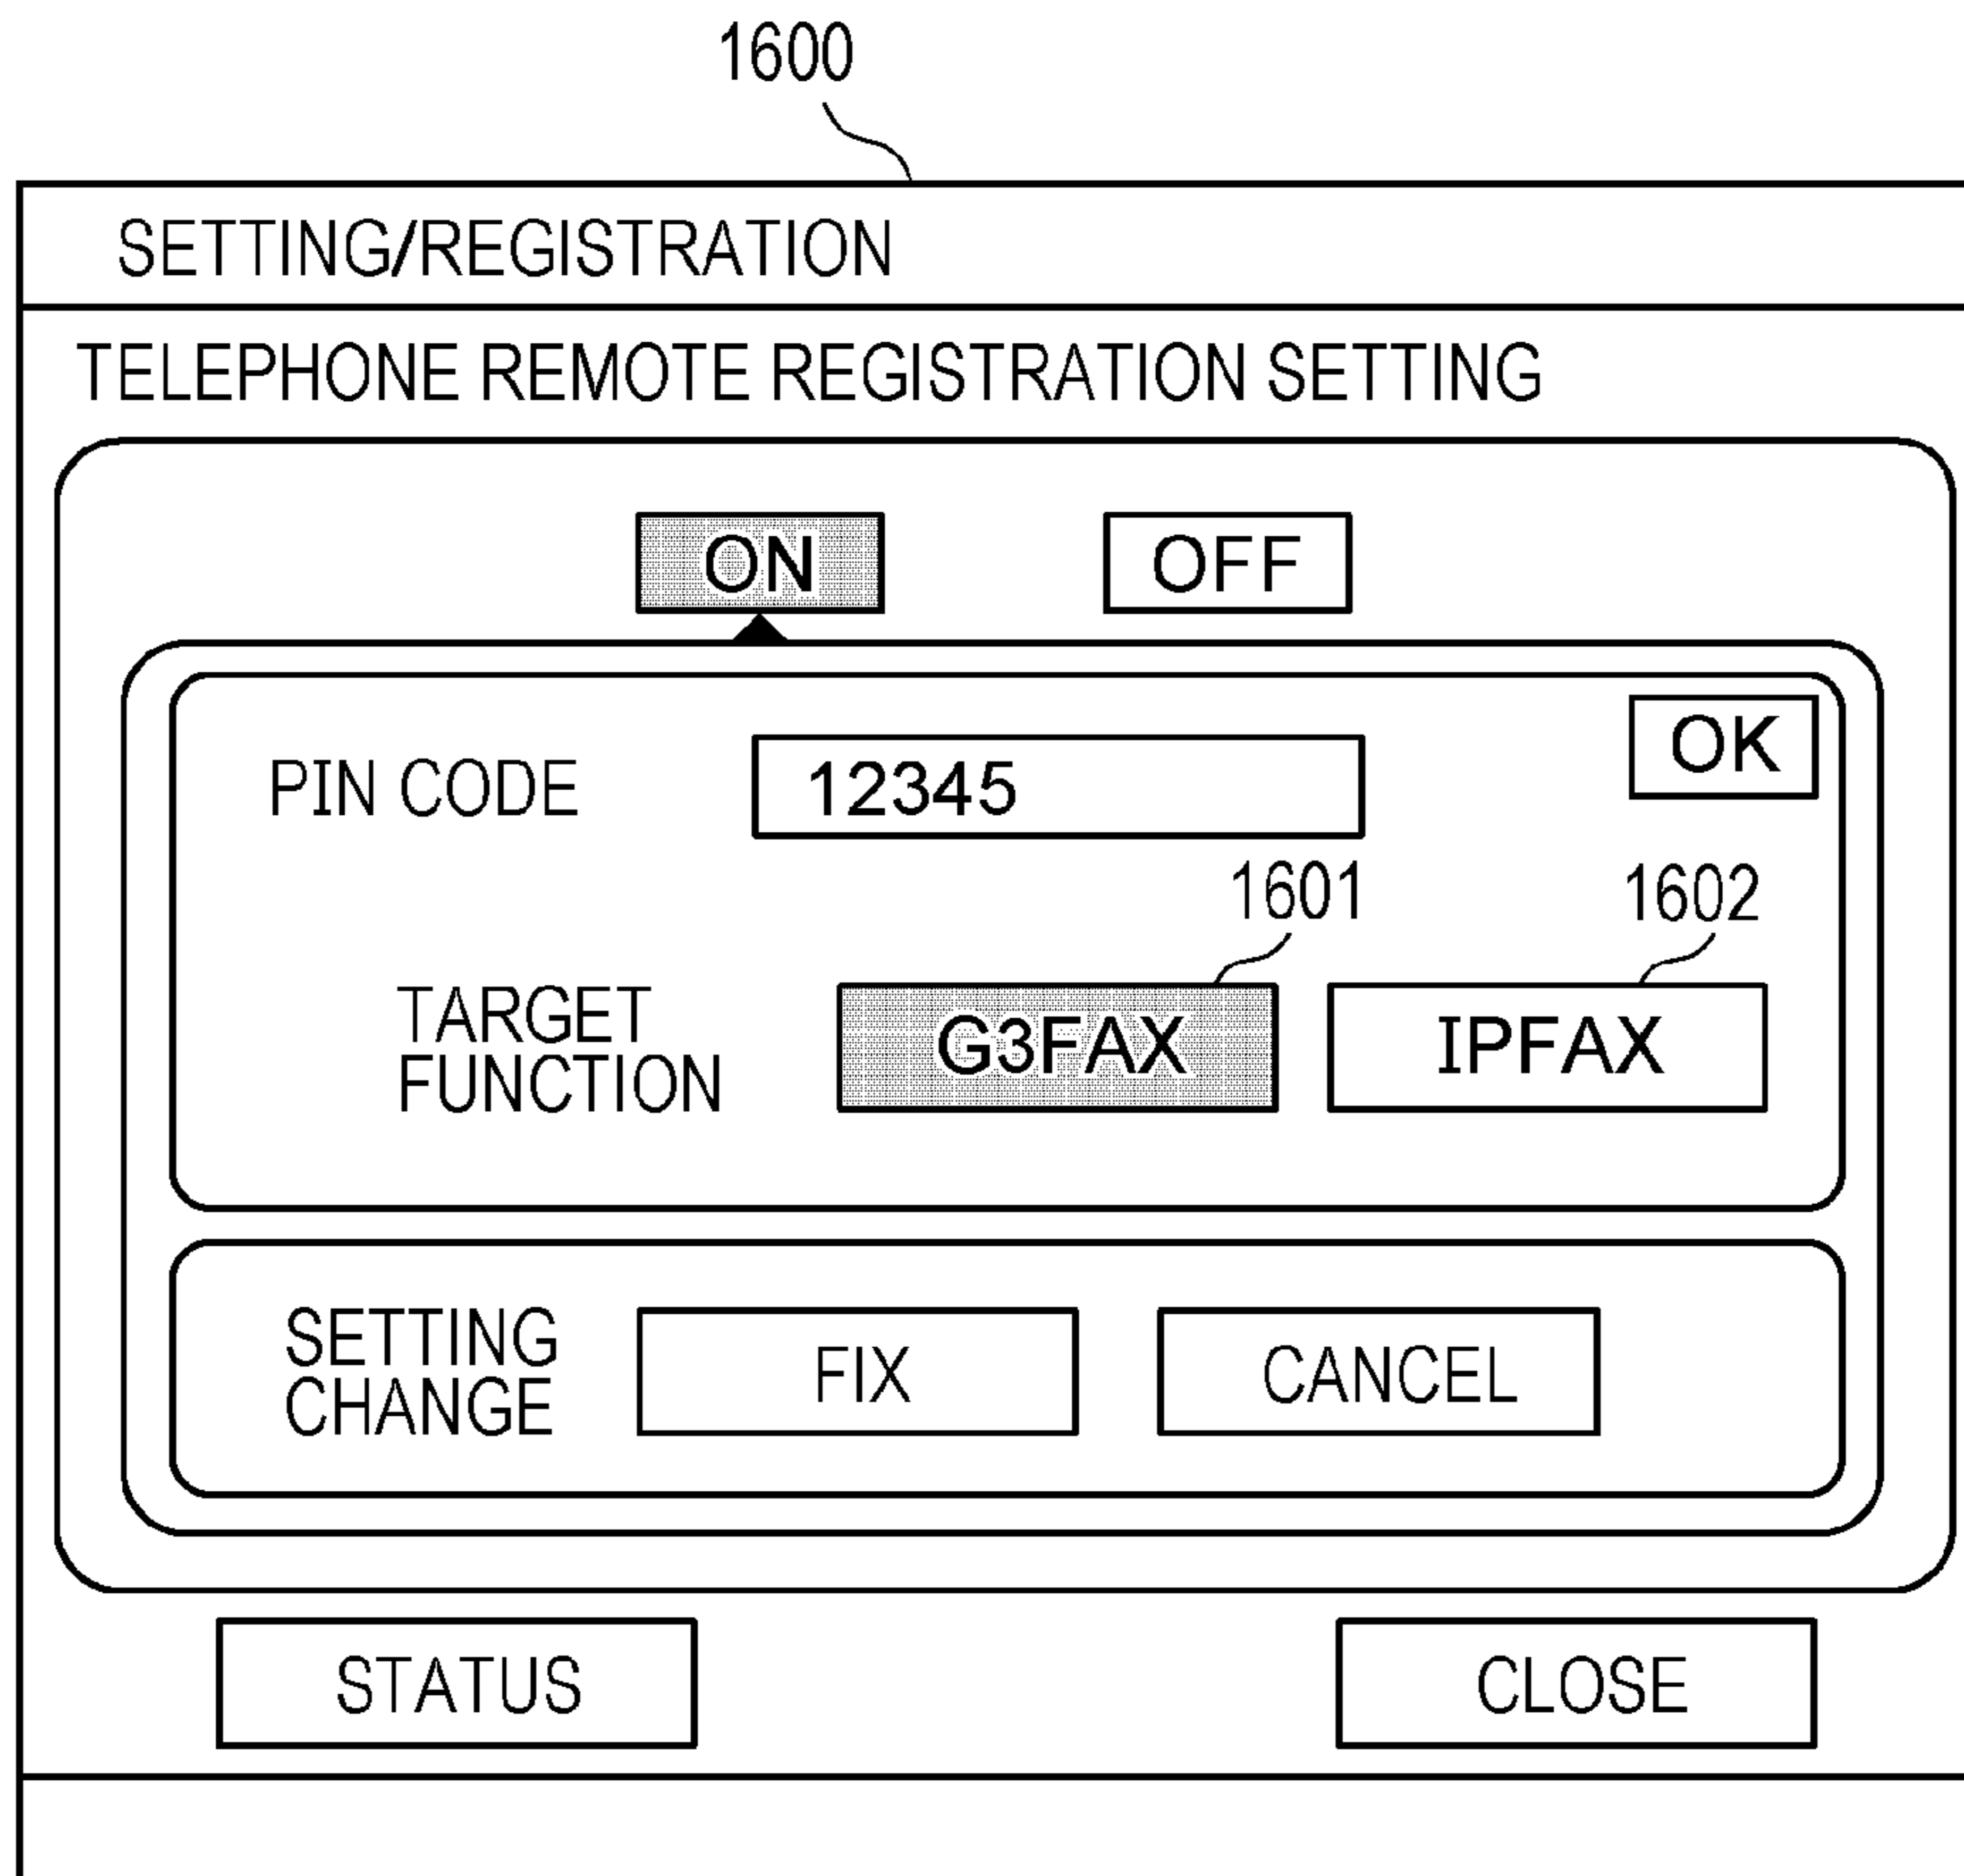 1600
SETTING/REGISTRATION
TELEPHONE REMOTE REGISTRATION SETTING
ON
OFF
OK
PIN CODE
12345
1601
1602
TARGET
FUNCTION
G3FAX
IPFAX
SETTING
CHANGE
FIX
CANCEL
STATUS
CLOSE